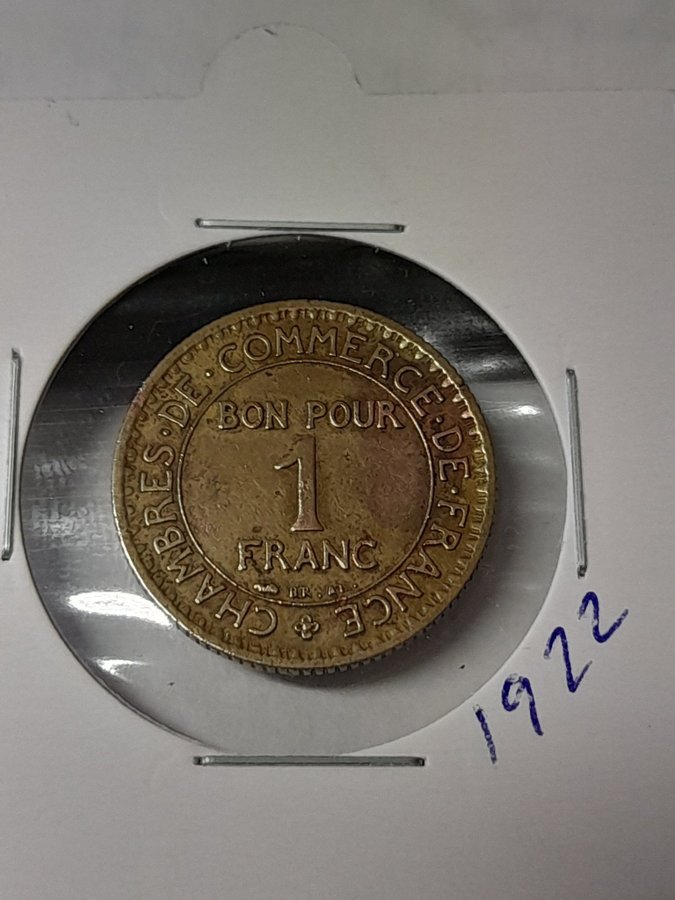 CHAMBRES·DE·COMMERCE·DE·FRANCE
BON POUR
1
FRANC
1922